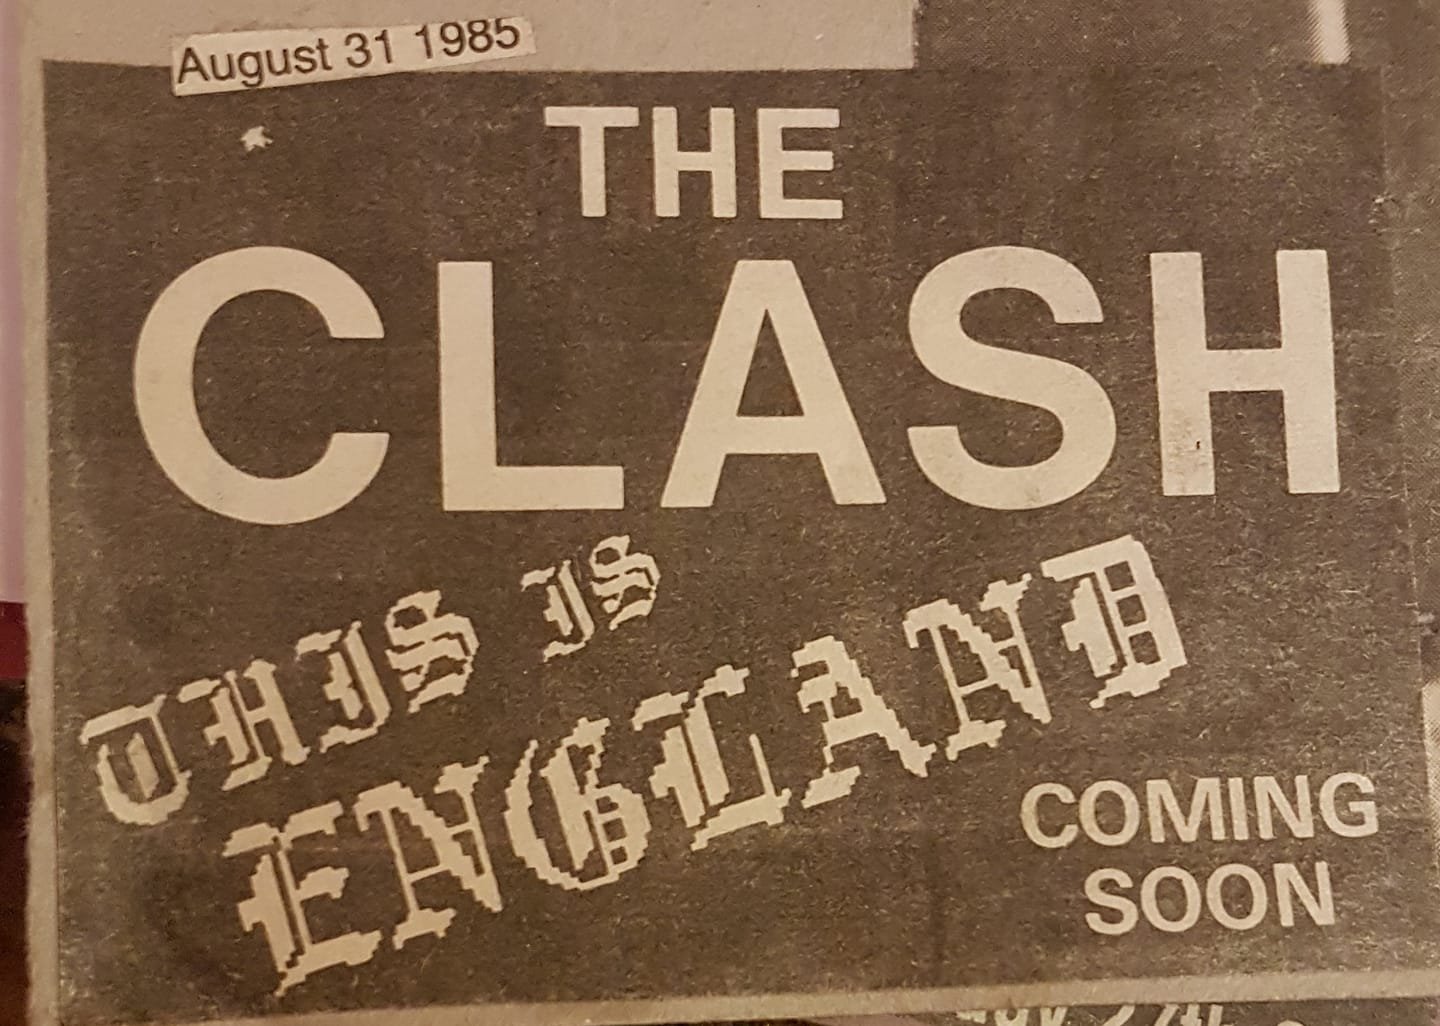 August 31 1985
THE
CLASH
THIS IS
ENGLAND
COMING
SOON